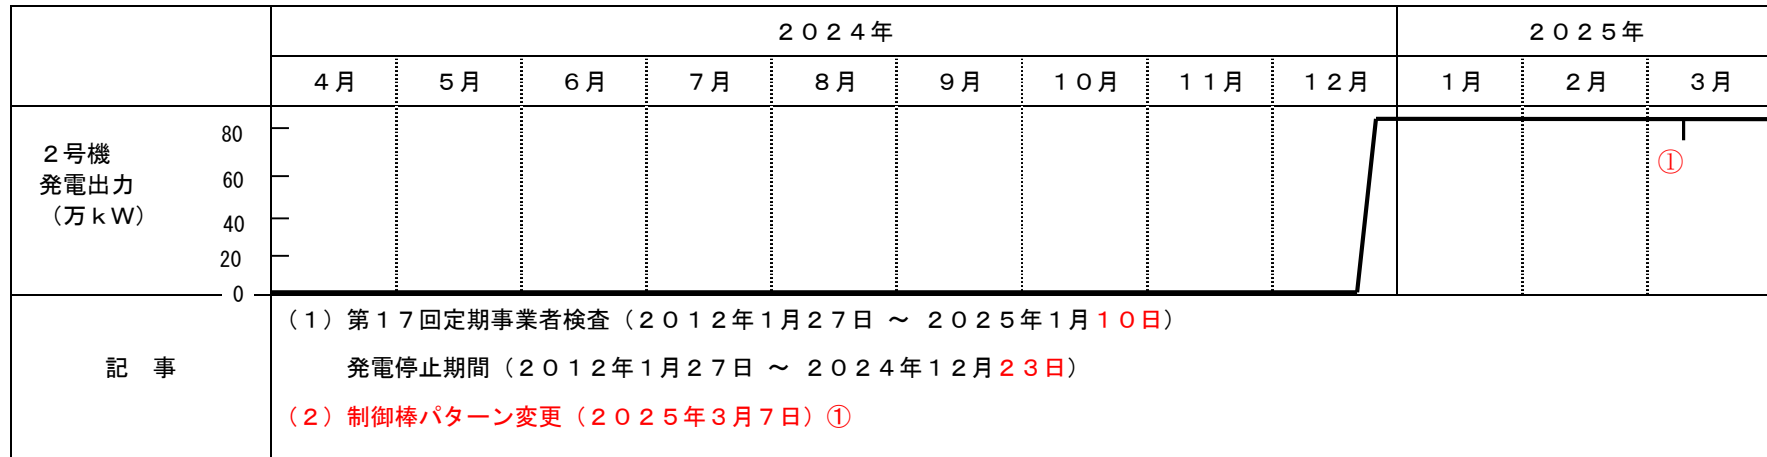 ２０２４年 ２０２５年
４月 ５月 ６月 ７月 ８月 ９月 １０月 １１月 １２月 １月 ２月 ３月
２号機
発電出力
（万ｋＷ）
80
60
40
20
0
①
記 事
（１）第１７回定期事業者検査（２０１２年１月２７日 ～ ２０２５年１月１０日）
発電停止期間（２０１２年１月２７日 ～ ２０２４年１２月２３日）
（２）制御棒パターン変更（２０２５年３月７日）①